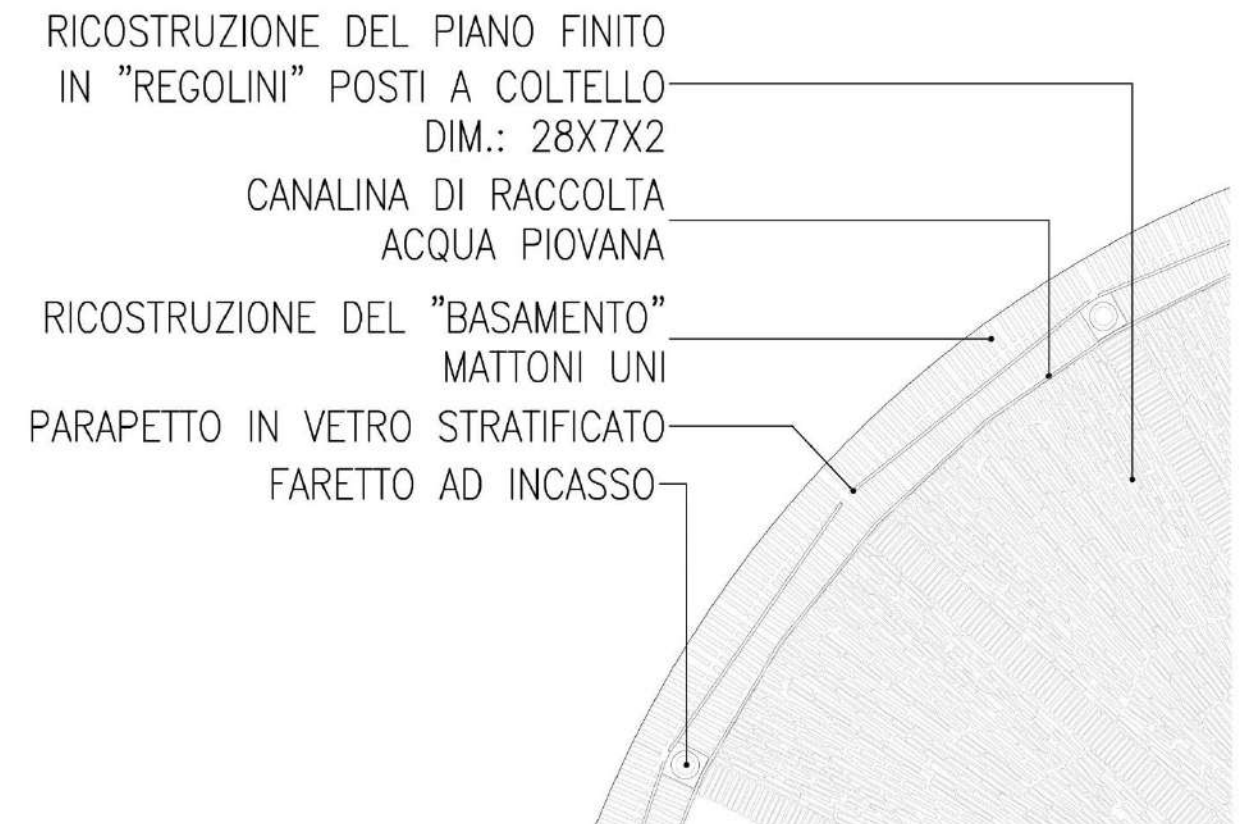 RICOSTRUZIONE DEL PIANO FINITO
IN ”REGOLINI” POSTI A COLTELLO
DIM.: 28X7X2
CANALINA DI RACCOLTA
ACQUA PIOVANA
RICOSTRUZIONE DEL ”BASAMENTO”
MATTONI UNI
PARAPETTO IN VETRO STRATIFICATO
FARETTO AD INCASSO